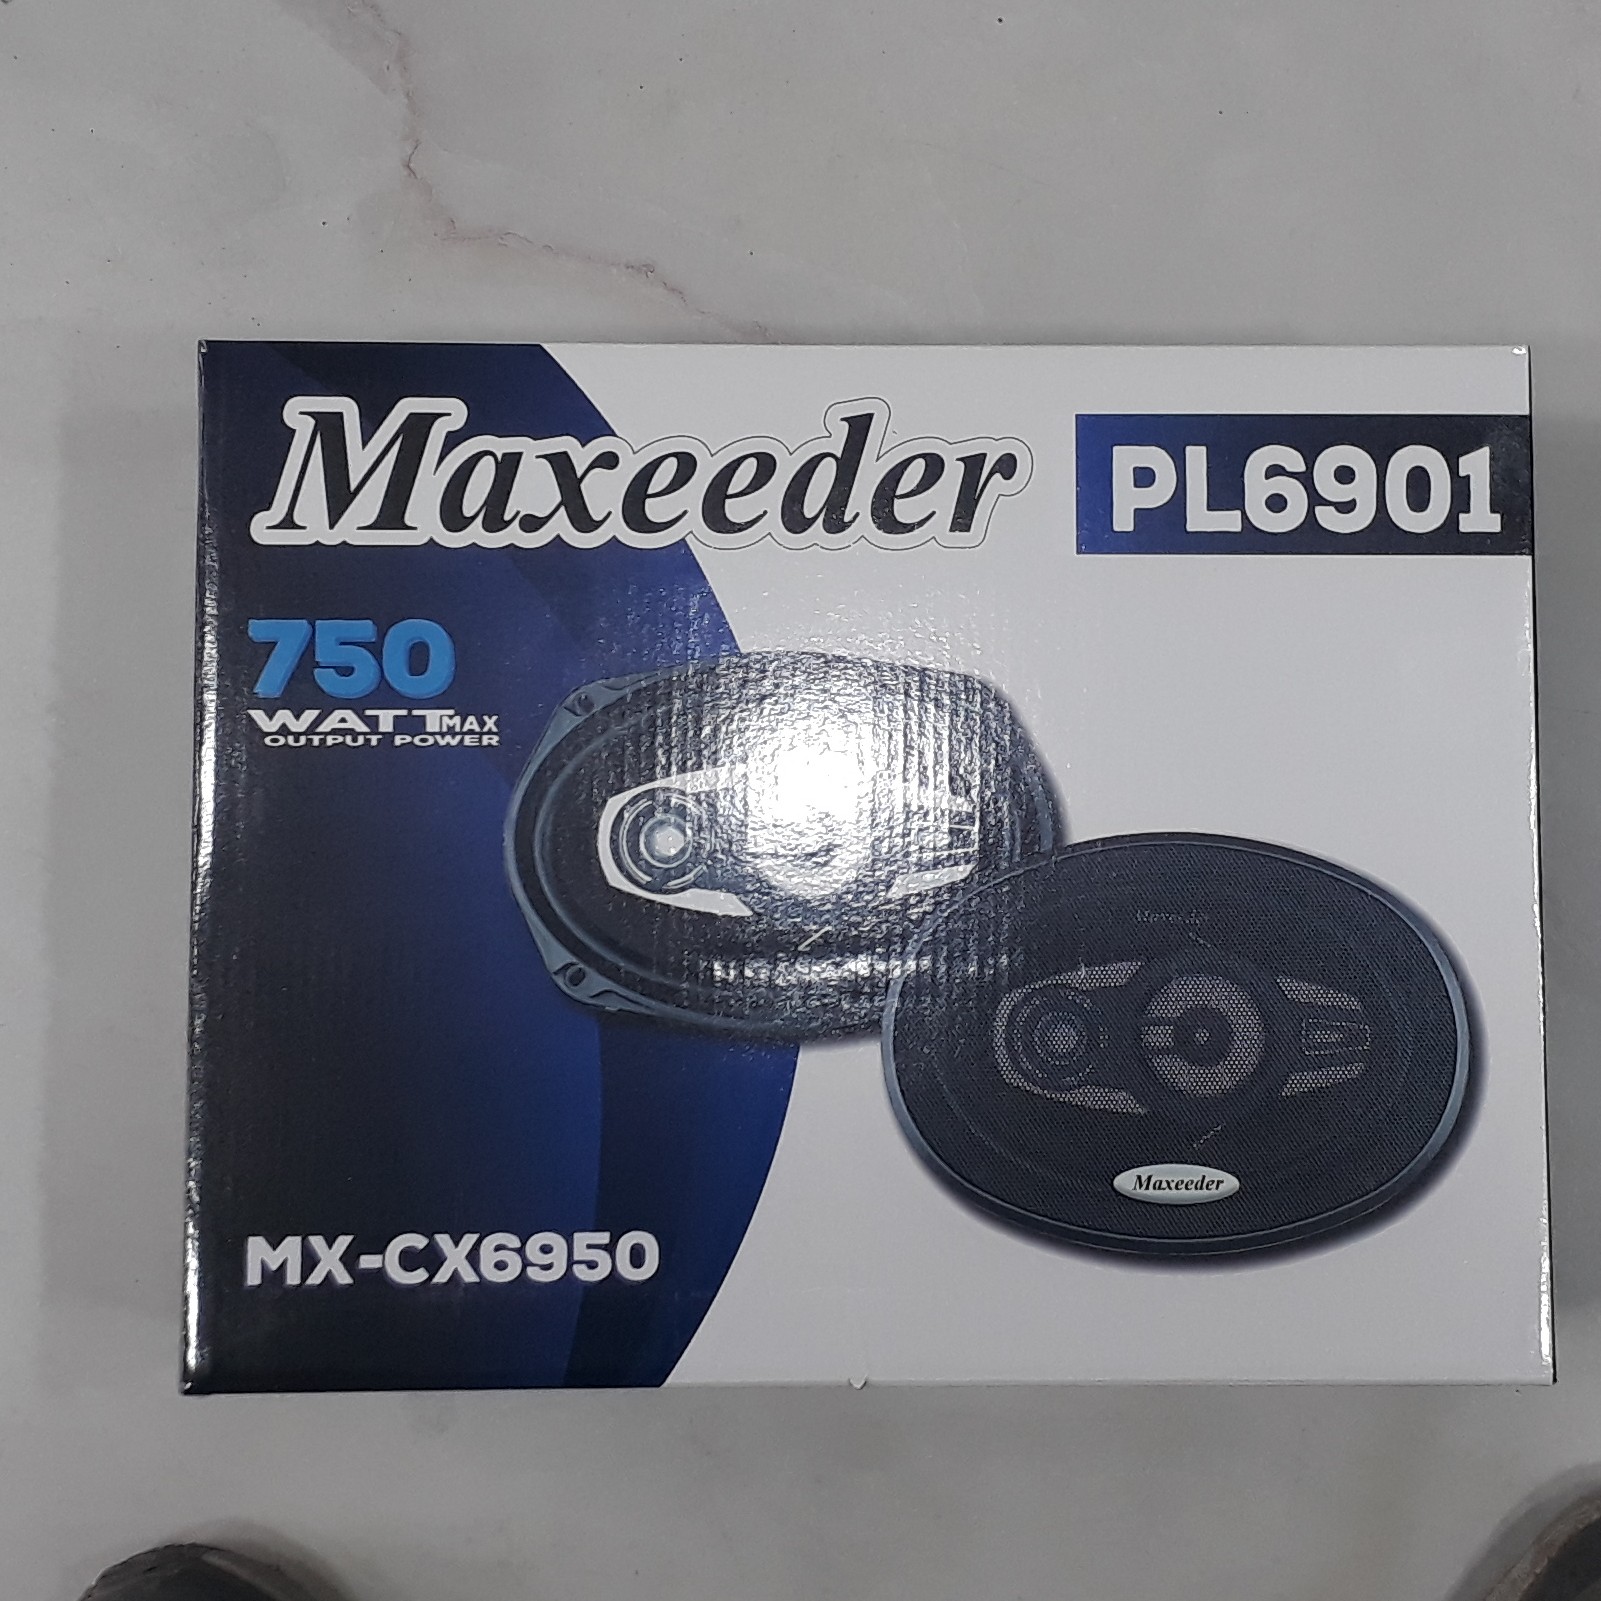 Maxeeder
PL6901
750
WATT MAX
OUTPUT POWER
Maxeeder
MX-CX6950